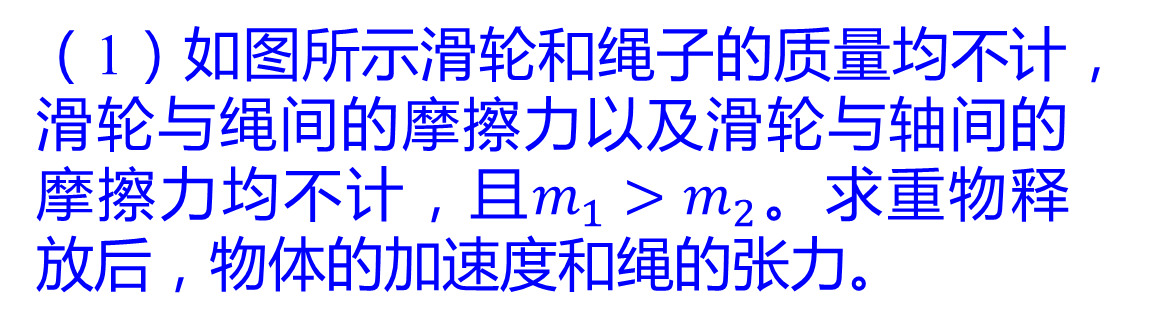 （1）如图所示滑轮和绳子的质量均不计，
滑轮与绳间的摩擦力以及滑轮与轴间的
摩擦力均不计，且m₁ > m₂。求重物释
放后，物体的加速度和绳的张力。